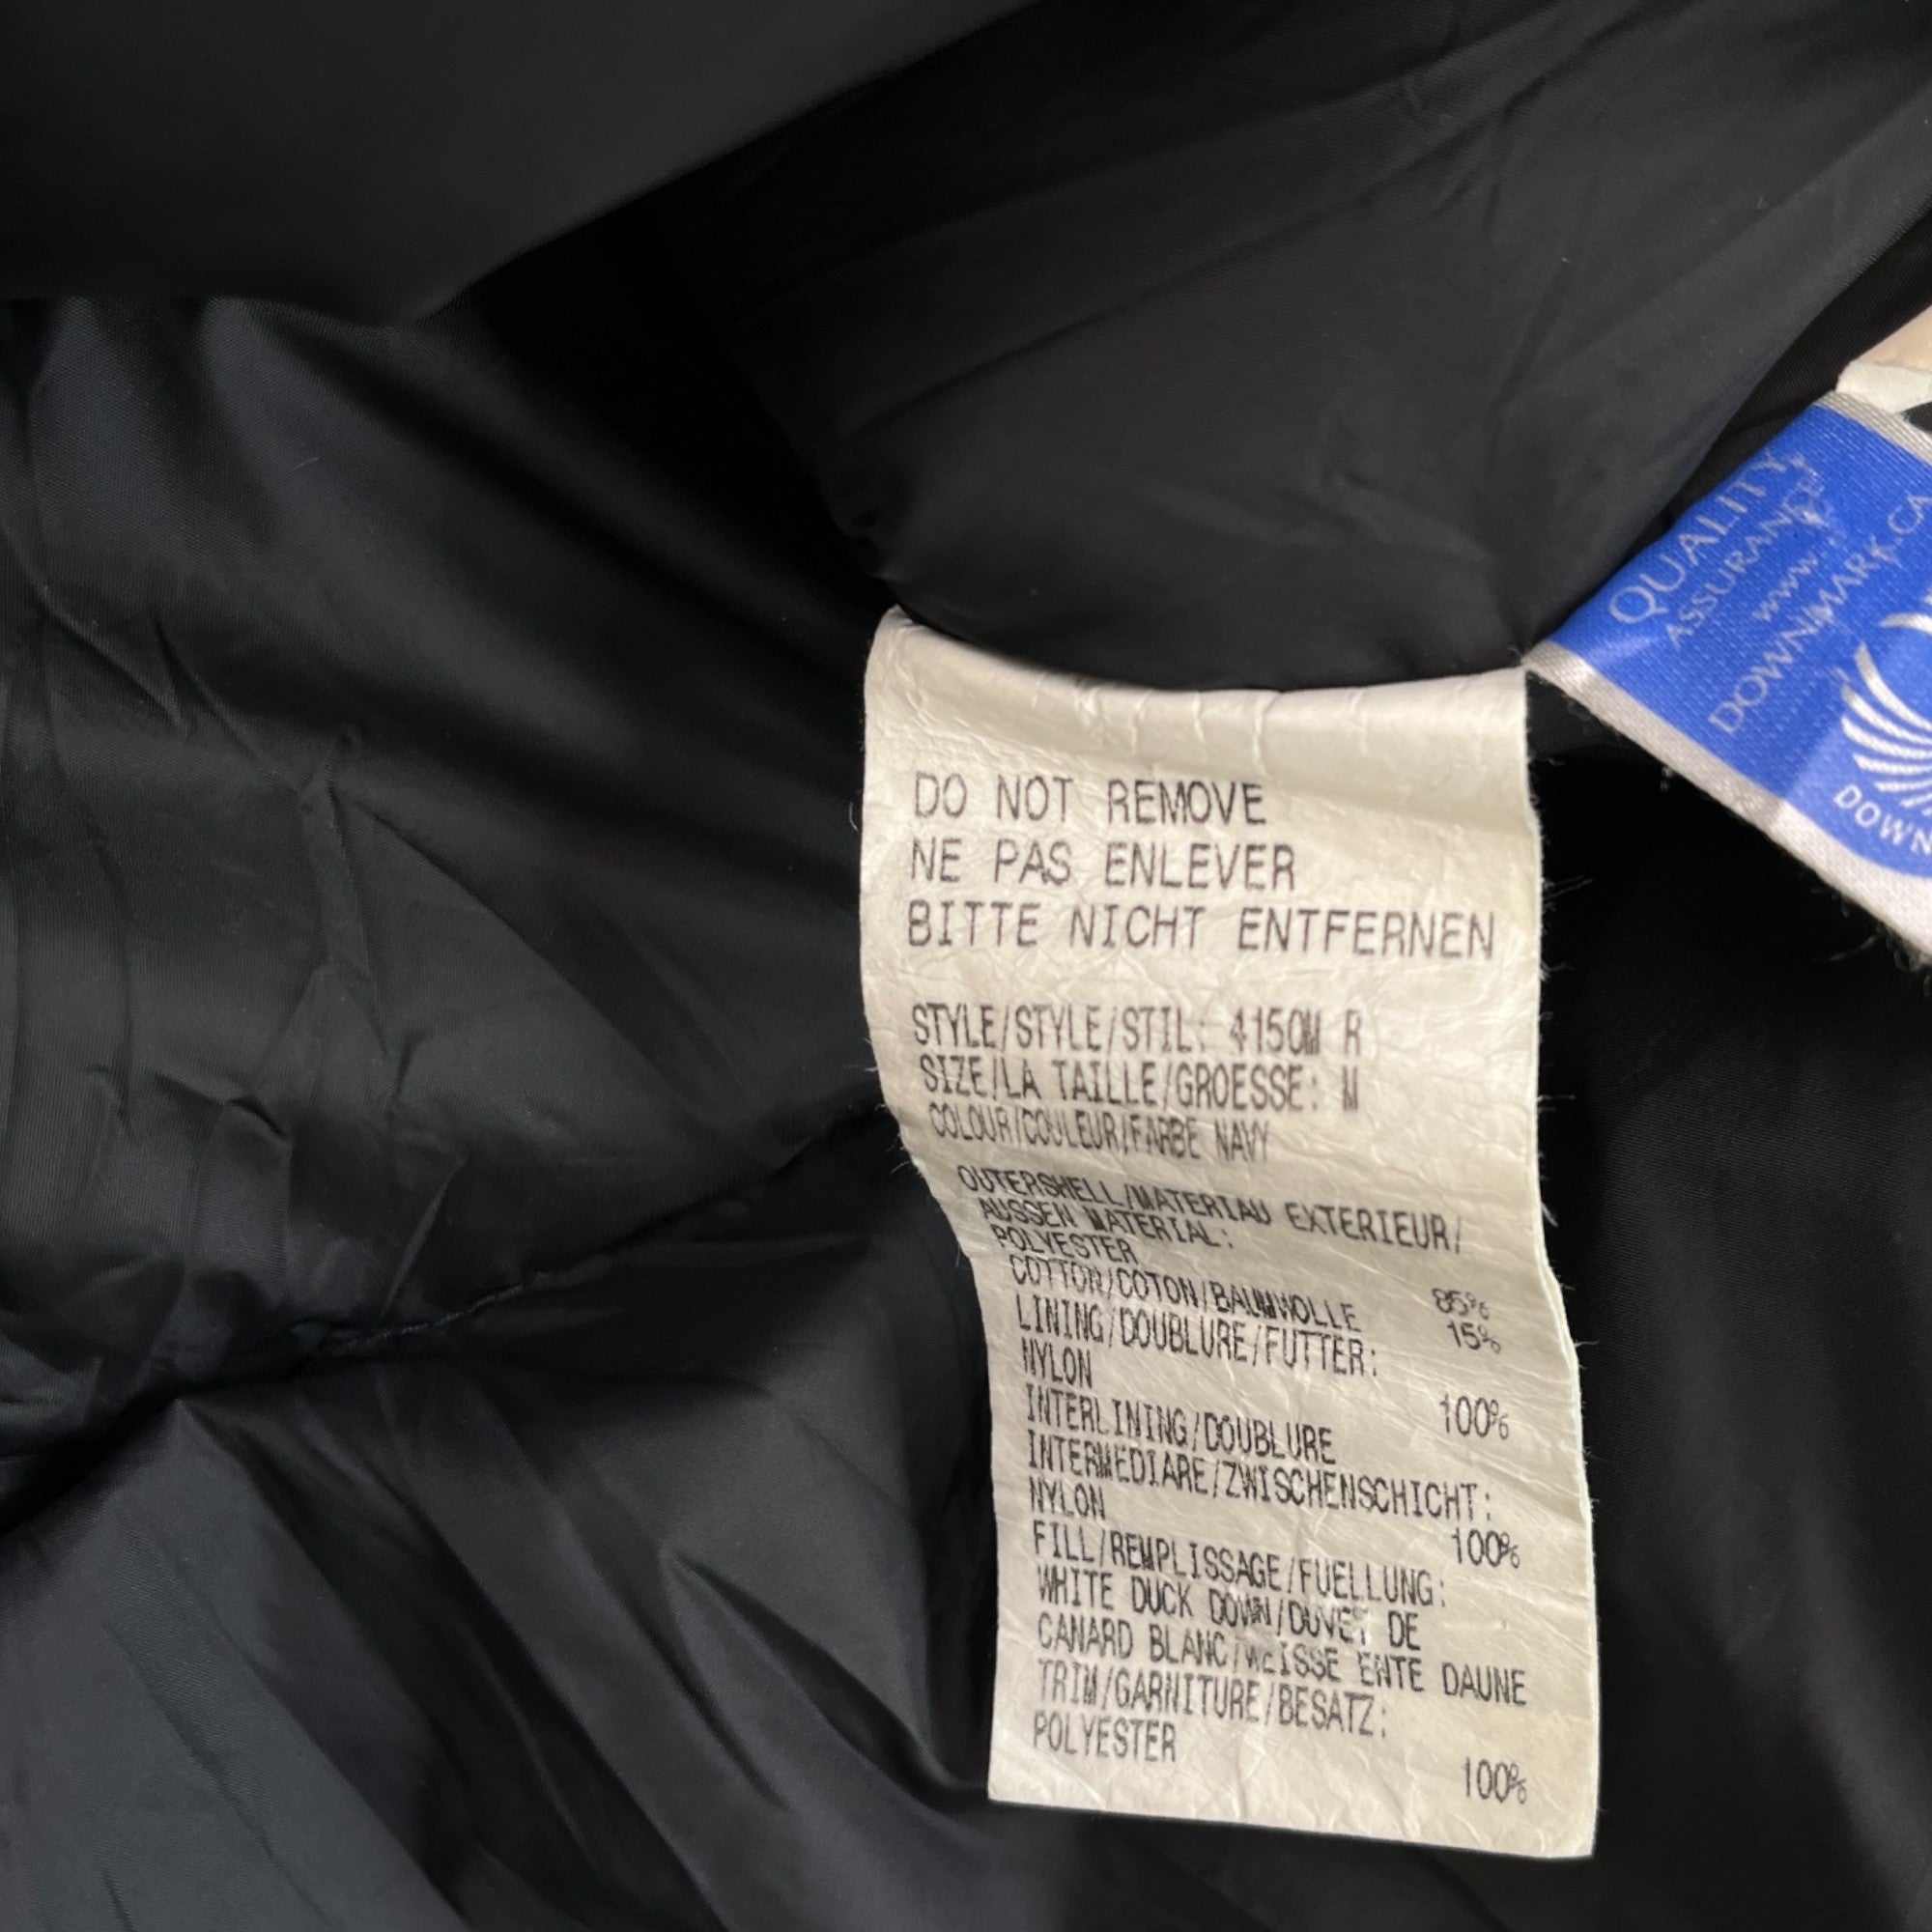 DO NOT REMOVE
NE PAS ENLEVER
BITTE NICHT ENTFERNEN
STYLE/STYLE/STIL: 4150M R
SIZE/LA TAILLE/GROESSE: M
COLOUR/COULEUR/FARBE NAVY
OUTERSHELL/MATERIAU EXTERIEUR/
AUSSEN MATERIAL:
POLYESTER 85%
COTTON/COTON/BAUMWOLLE 15%
LINING/DOUBLURE/FUTTER:
NYLON 100%
INTERLINING/DOUBLURE
INTERMEDIARE/ZWISCHENSCHICHT:
NYLON 100%
FILL/REMPLISSAGE/FUELLUNG:
WHITE DUCK DOWN/DUVET DE
CANARD BLANC/WEISSE ENTE DAUNE
TRIM/GARNITURE/BESATZ:
POLYESTER 100%
QUALITY
ASSURANCE
www.
DOWNMARK.CA
DOWN